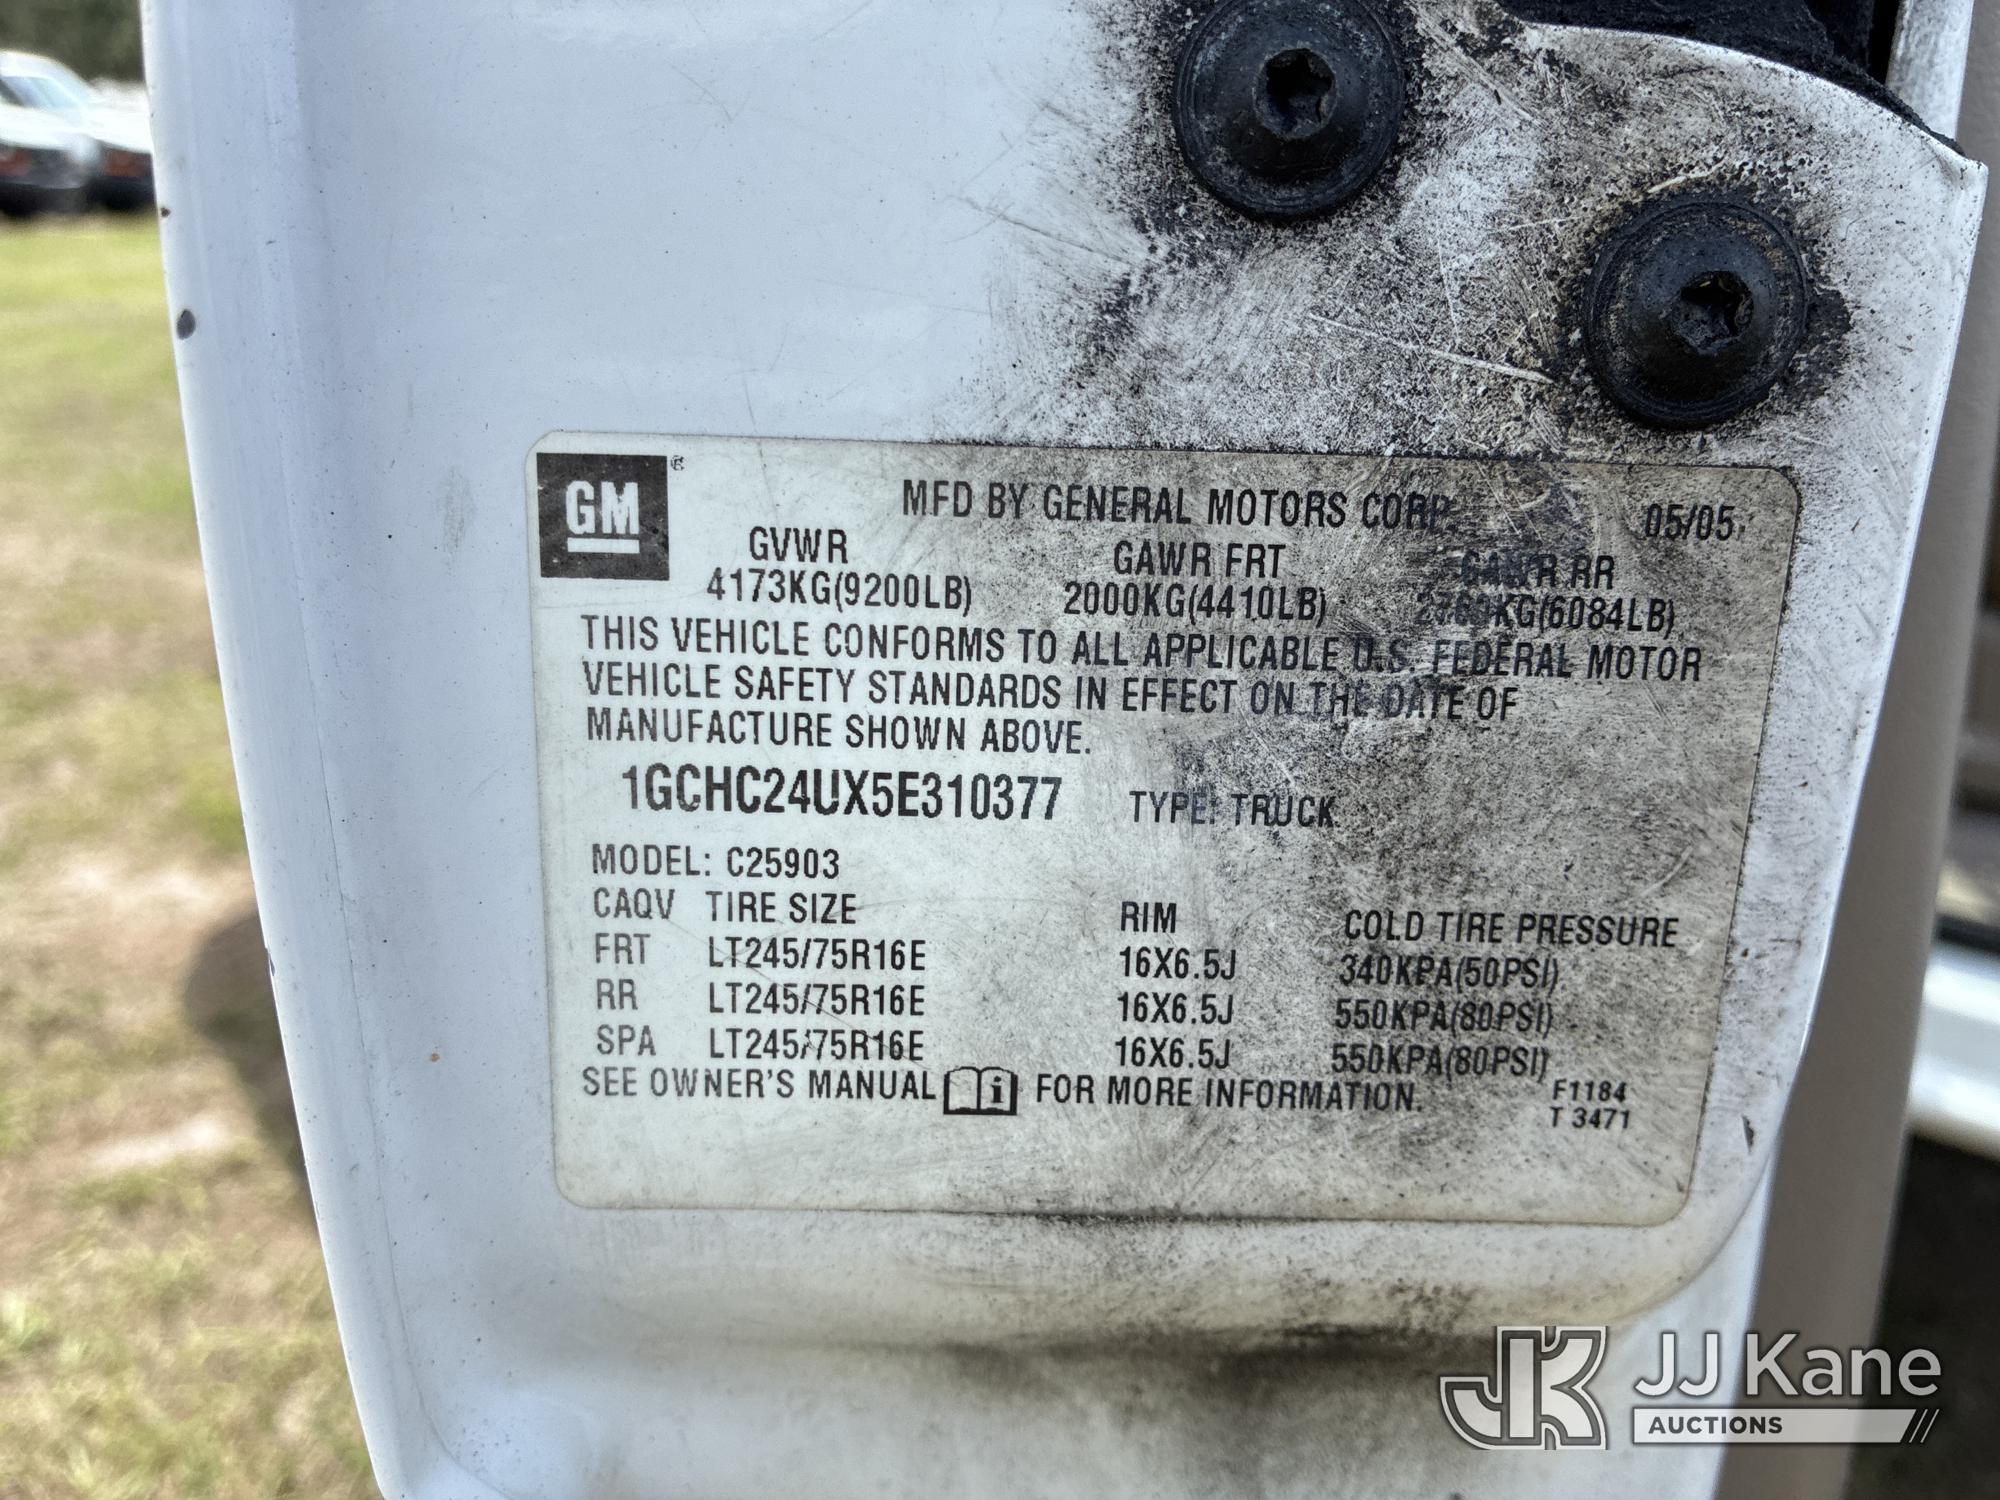 GM
MFD BY GENERAL MOTORS CORP. 05/05
GVWR GAWR FRT GAWR RR
4173KG(9200LB) 2000KG(4410LB) 2760KG(6084LB)
THIS VEHICLE CONFORMS TO ALL APPLICABLE U.S. FEDERAL MOTOR
VEHICLE SAFETY STANDARDS IN EFFECT ON THE DATE OF
MANUFACTURE SHOWN ABOVE.
1GCHC24UX5E310377 TYPE: TRUCK
MODEL: C25903
CAQV TIRE SIZE RIM COLD TIRE PRESSURE
FRT LT245/75R16E 16X6.5J 340KPA(50PSI)
RR LT245/75R16E 16X6.5J 550KPA(80PSI)
SPA LT245/75R16E 16X6.5J 550KPA(80PSI)
SEE OWNER'S MANUAL i FOR MORE INFORMATION.
F1184
T 3471
JK JJ Kane
AUCTIONS